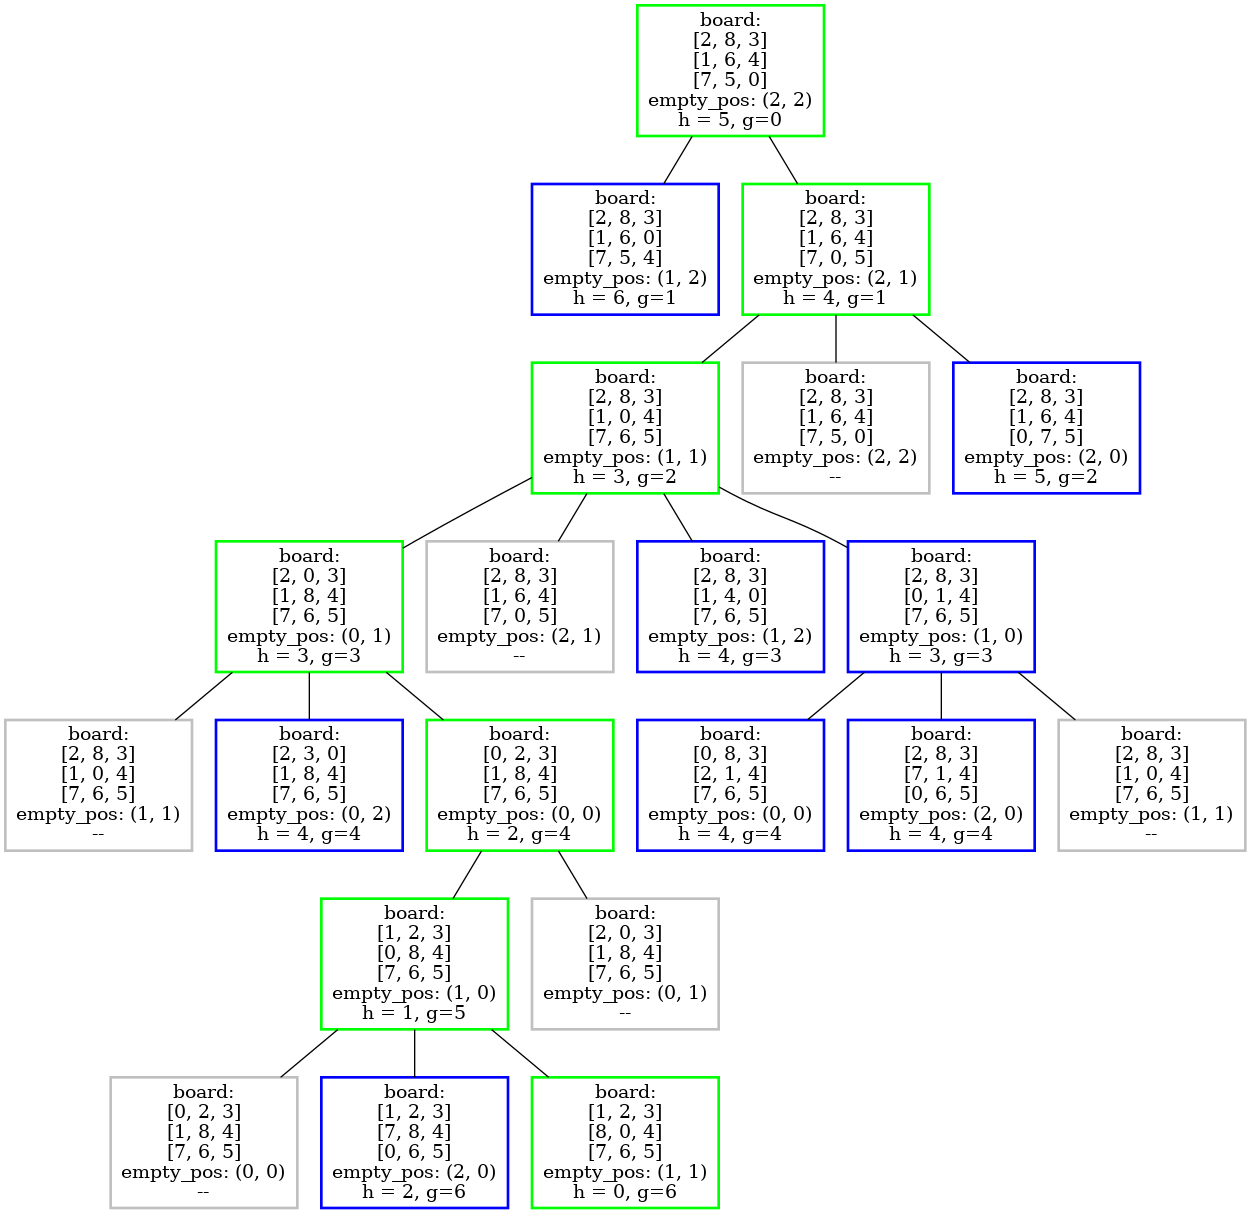 board:
[2, 8, 3]
[1, 6, 4]
[7, 5, 0]
empty_pos: (2, 2)
h = 5, g=0
board:
[2, 8, 3]
[1, 6, 0]
[7, 5, 4]
empty_pos: (1, 2)
h = 6, g=1
board:
[2, 8, 3]
[1, 6, 4]
[7, 0, 5]
empty_pos: (2, 1)
h = 4, g=1
board:
[2, 8, 3]
[1, 0, 4]
[7, 6, 5]
empty_pos: (1, 1)
h = 3, g=2
board:
[2, 8, 3]
[1, 6, 4]
[7, 5, 0]
empty_pos: (2, 2)
--
board:
[2, 8, 3]
[1, 6, 4]
[0, 7, 5]
empty_pos: (2, 0)
h = 5, g=2
board:
[2, 0, 3]
[1, 8, 4]
[7, 6, 5]
empty_pos: (0, 1)
h = 3, g=3
board:
[2, 8, 3]
[1, 6, 4]
[7, 0, 5]
empty_pos: (2, 1)
--
board:
[2, 8, 3]
[1, 4, 0]
[7, 6, 5]
empty_pos: (1, 2)
h = 4, g=3
board:
[2, 8, 3]
[0, 1, 4]
[7, 6, 5]
empty_pos: (1, 0)
h = 3, g=3
board:
[2, 8, 3]
[1, 0, 4]
[7, 6, 5]
empty_pos: (1, 1)
--
board:
[2, 3, 0]
[1, 8, 4]
[7, 6, 5]
empty_pos: (0, 2)
h = 4, g=4
board:
[0, 2, 3]
[1, 8, 4]
[7, 6, 5]
empty_pos: (0, 0)
h = 2, g=4
board:
[0, 8, 3]
[2, 1, 4]
[7, 6, 5]
empty_pos: (0, 0)
h = 4, g=4
board:
[2, 8, 3]
[7, 1, 4]
[0, 6, 5]
empty_pos: (2, 0)
h = 4, g=4
board:
[2, 8, 3]
[1, 0, 4]
[7, 6, 5]
empty_pos: (1, 1)
--
board:
[1, 2, 3]
[0, 8, 4]
[7, 6, 5]
empty_pos: (1, 0)
h = 1, g=5
board:
[2, 0, 3]
[1, 8, 4]
[7, 6, 5]
empty_pos: (0, 1)
--
board:
[0, 2, 3]
[1, 8, 4]
[7, 6, 5]
empty_pos: (0, 0)
--
board:
[1, 2, 3]
[7, 8, 4]
[0, 6, 5]
empty_pos: (2, 0)
h = 2, g=6
board:
[1, 2, 3]
[8, 0, 4]
[7, 6, 5]
empty_pos: (1, 1)
h = 0, g=6